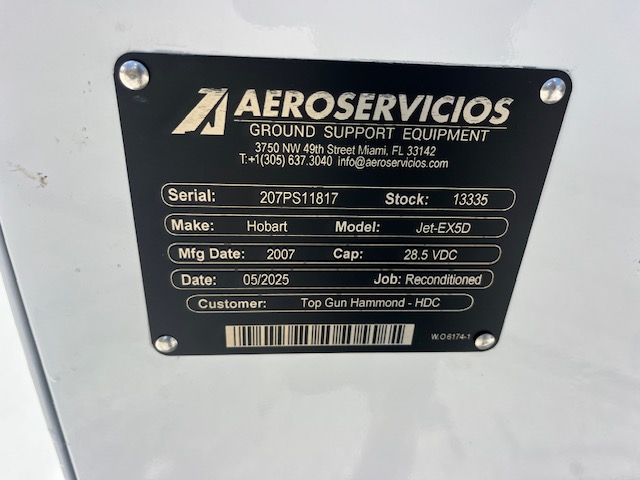 AEROSERVICIOS
GROUND SUPPORT EQUIPMENT
3750 NW 49th Street Miami, FL 33142
T:+1(305) 637.3040 info@aeroservicios.com
Serial: 207PS11817 Stock: 13335
Make: Hobart Model: Jet-EX5D
Mfg Date: 2007 Cap: 28.5 VDC
Date: 05/2025 Job: Reconditioned
Customer: Top Gun Hammond - HDC
W.O 6174-1